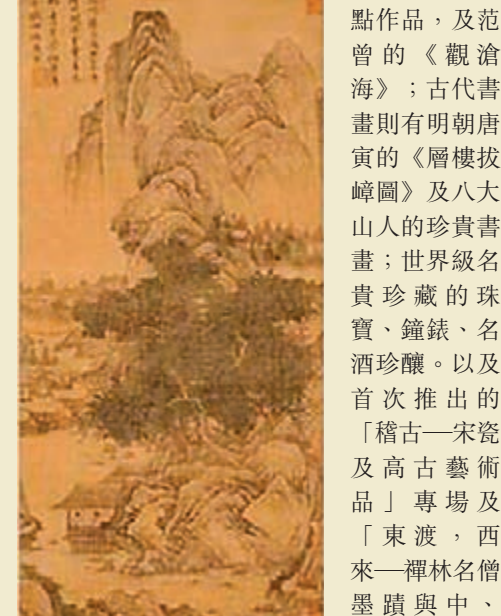 點作品，及范
曾的《觀滄
海》；古代書
畫則有明朝唐
寅的《層樓拔
嶂圖》及八大
山人的珍貴書
畫；世界級名
貴珍藏的珠
寶、鐘錶、名
酒珍釀。以及
首次推出的
「稽古──宋瓷
及高古藝術
品」專場及
「東渡，西
來──禪林名僧
墨蹟與中、